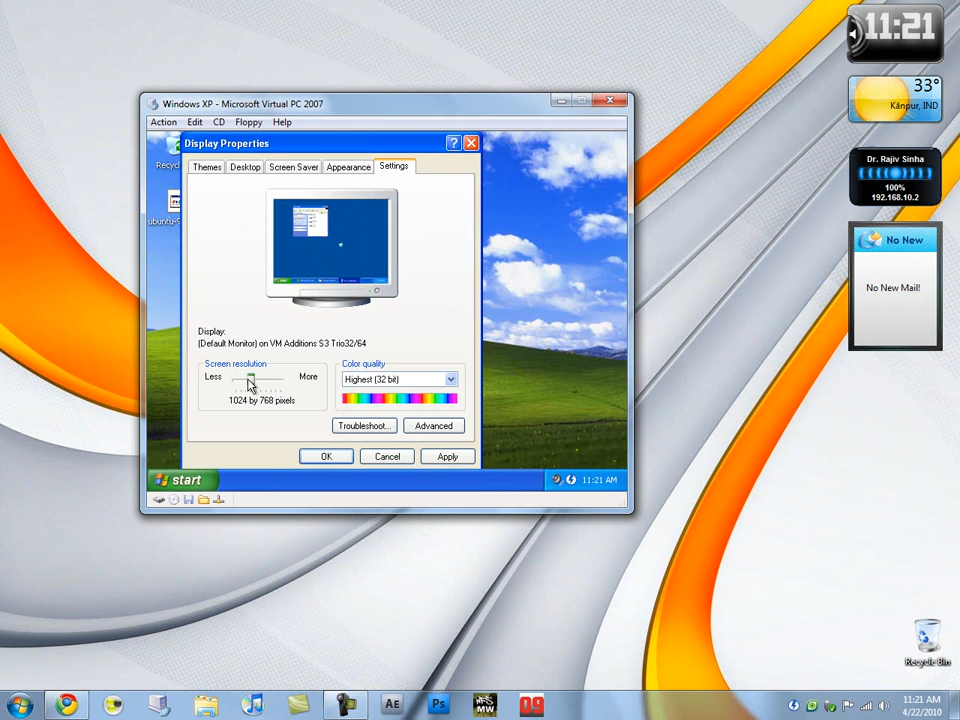 11:21
33°
Kānpur, IND
Dr. Rajiv Sinha
100%
192.168.10.2
No New
No New Mail!
Windows XP - Microsoft Virtual PC 2007
Action Edit CD Floppy Help
Display Properties
Themes Desktop Screen Saver Appearance Settings
Display:
(Default Monitor) on VM Additions S3 Trio32/64
Screen resolution
Less More
1024 by 768 pixels
Color quality
Highest (32 bit)
Troubleshoot... Advanced
OK Cancel Apply
start
11:21 AM
Recycle Bin
AE Ps MW 09
11:21 AM
4/22/2010